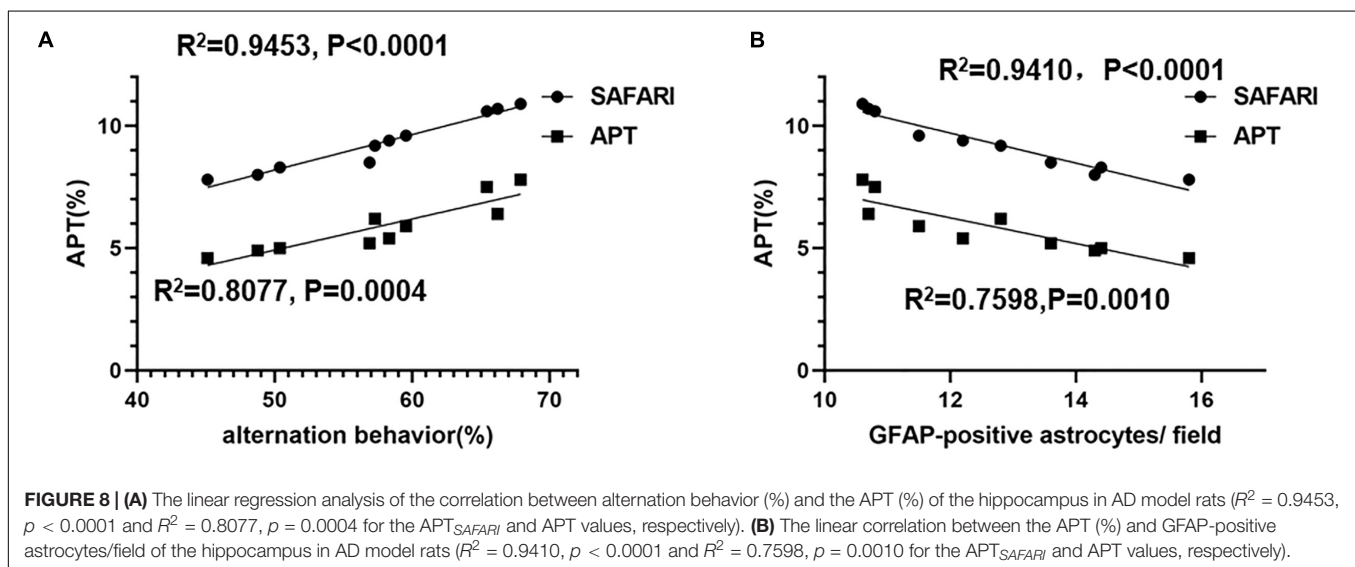 A
R²=0.9453, P<0.0001
SAFARI
APT
10
5
0
APT(%)
R²=0.8077, P=0.0004
40 50 60 70
alternation behavior(%)
B
R²=0.9410, P<0.0001
SAFARI
APT
10
5
0
APT(%)
R²=0.7598,P=0.0010
10 12 14 16
GFAP-positive astrocytes/ field
FIGURE 8 | (A) The linear regression analysis of the correlation between alternation behavior (%) and the APT (%) of the hippocampus in AD model rats (R² = 0.9453,
p < 0.0001 and R² = 0.8077, p = 0.0004 for the APTSAFARI and APT values, respectively). (B) The linear correlation between the APT (%) and GFAP-positive
astrocytes/field of the hippocampus in AD model rats (R² = 0.9410, p < 0.0001 and R² = 0.7598, p = 0.0010 for the APTSAFARI and APT values, respectively).